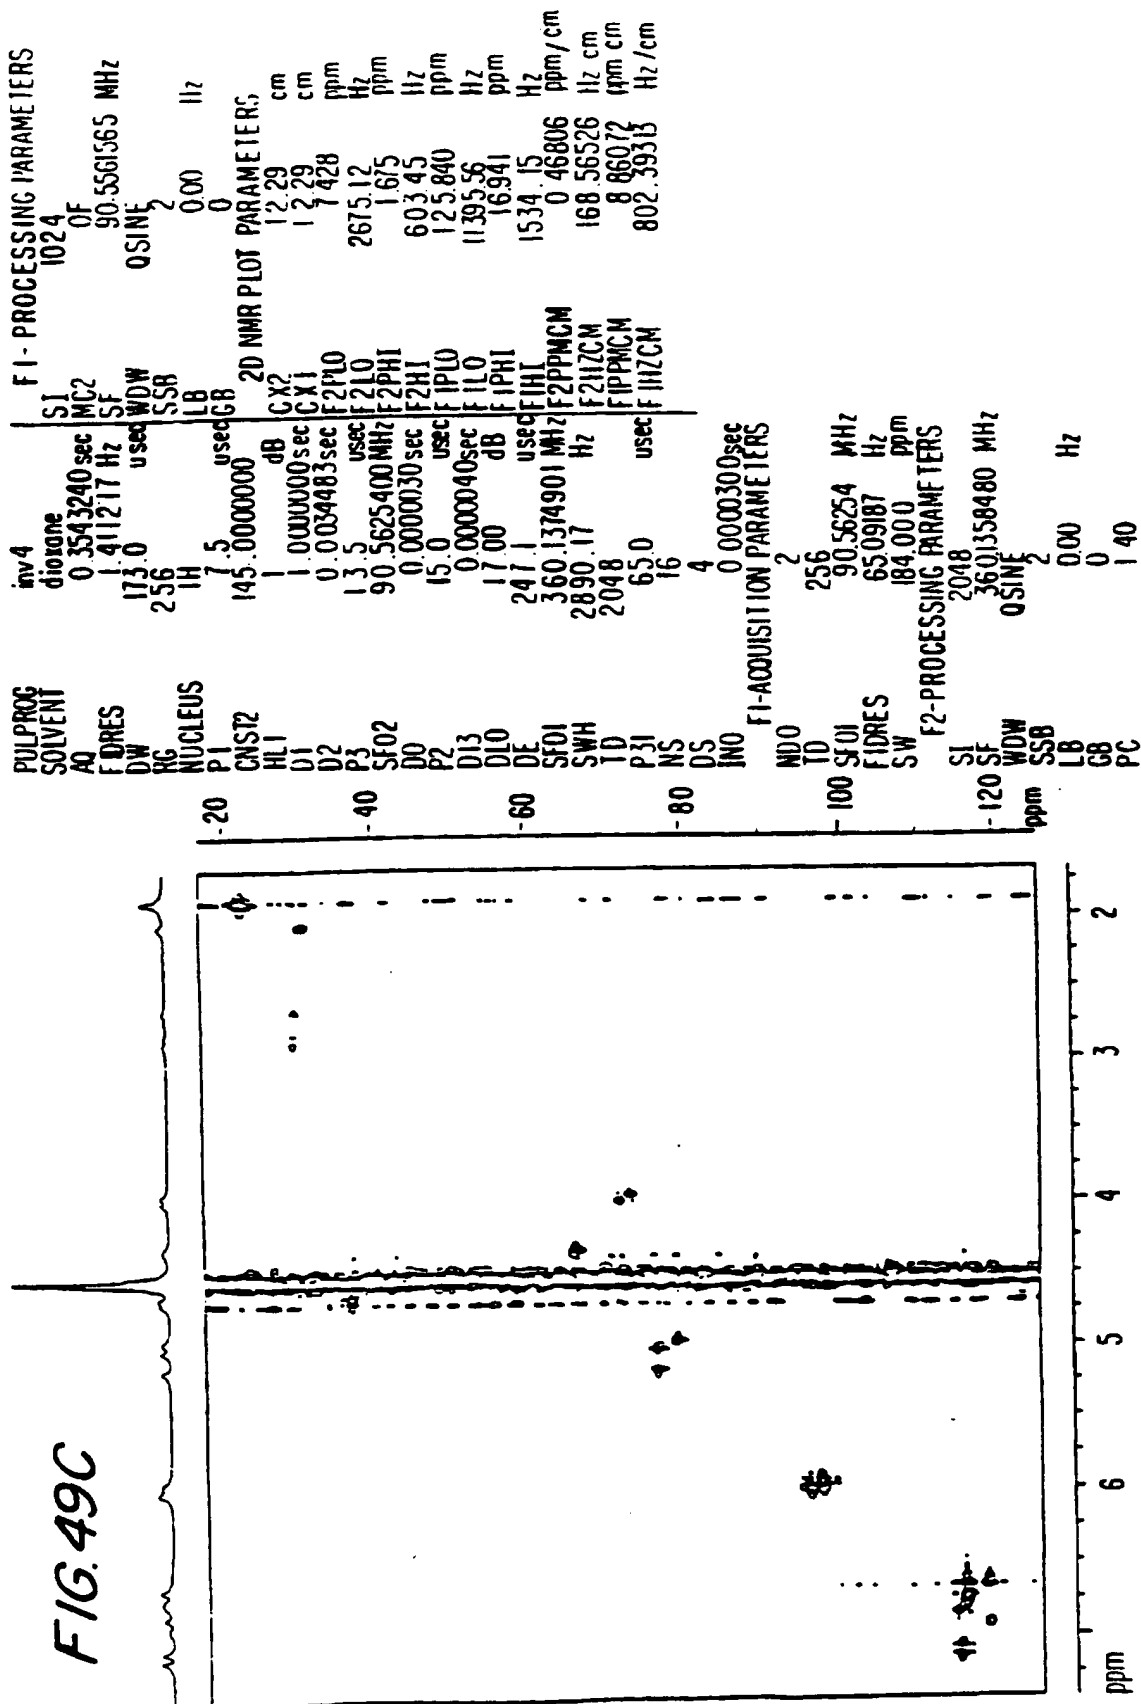 FIG. 49C
ppm
6
5
4
3
2
-20
-40
-60
-80
-100
-120
ppm
PULPROG inv4
SOLVENT dioxane
AQ 0.3543240 sec
FIDRES 1.411217 Hz
DW 173.0 usec
RG 256
NUCLEUS 1H
P1 7.5 usec
CNST2 145.0000000
HL1 1 dB
D1 1.0000000 sec
D2 0.0034483 sec
P3 13.5 usec
SFO2 90.5625400 MHz
D0 0.0000030 sec
P2 15.0 usec
D13 0.0000040 sec
DLO 17.00 dB
DE 247.1 usec
SFO1 360.1374901 MHz
SWH 2890.17 Hz
TD 2048
P31 65.0 usec
NS 16
DS 4
IN0 0.0000300 sec
F1-ACQUISITION PARAMETERS
ND0 2
TD 256
SFO1 90.56254 MHz
FIDRES 65.09187 Hz
SW 184.000 ppm
F2-PROCESSING PARAMETERS
SI 2048
SF 360.1358480 MHz
WDW QSINE
SSB 2
LB 0.00 Hz
GB 0
PC 1 40
F1-PROCESSING PARAMETERS
SI 1024
MC2 QF
SF 90.5561565 MHz
WDW QSINE
SSB 2
LB 0.00 Hz
GB 0
2D NMR PLOT PARAMETERS
CX2 12.29 cm
CX1 12.29 cm
F2PLO 7.428 ppm
F2LO 2675.12 Hz
F2PHI 1.675 ppm
F2HI 603.45 Hz
F1PLO 125.840 ppm
F1LO 11395.56 Hz
F1PHI 16.941 ppm
F1HI 1534.15 Hz
F2PPMCM 0.46806 ppm/cm
F2HZCM 168.56526 Hz cm
F1PPMCM 8.86072 ppm cm
F1HZCM 802.39313 Hz/cm